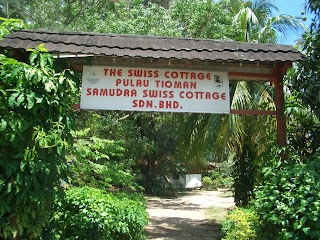 THE SWISS COTTAGE
PULAU TIOMAN
SAMUDRA SWISS COTTAGE
SDN.BHD.